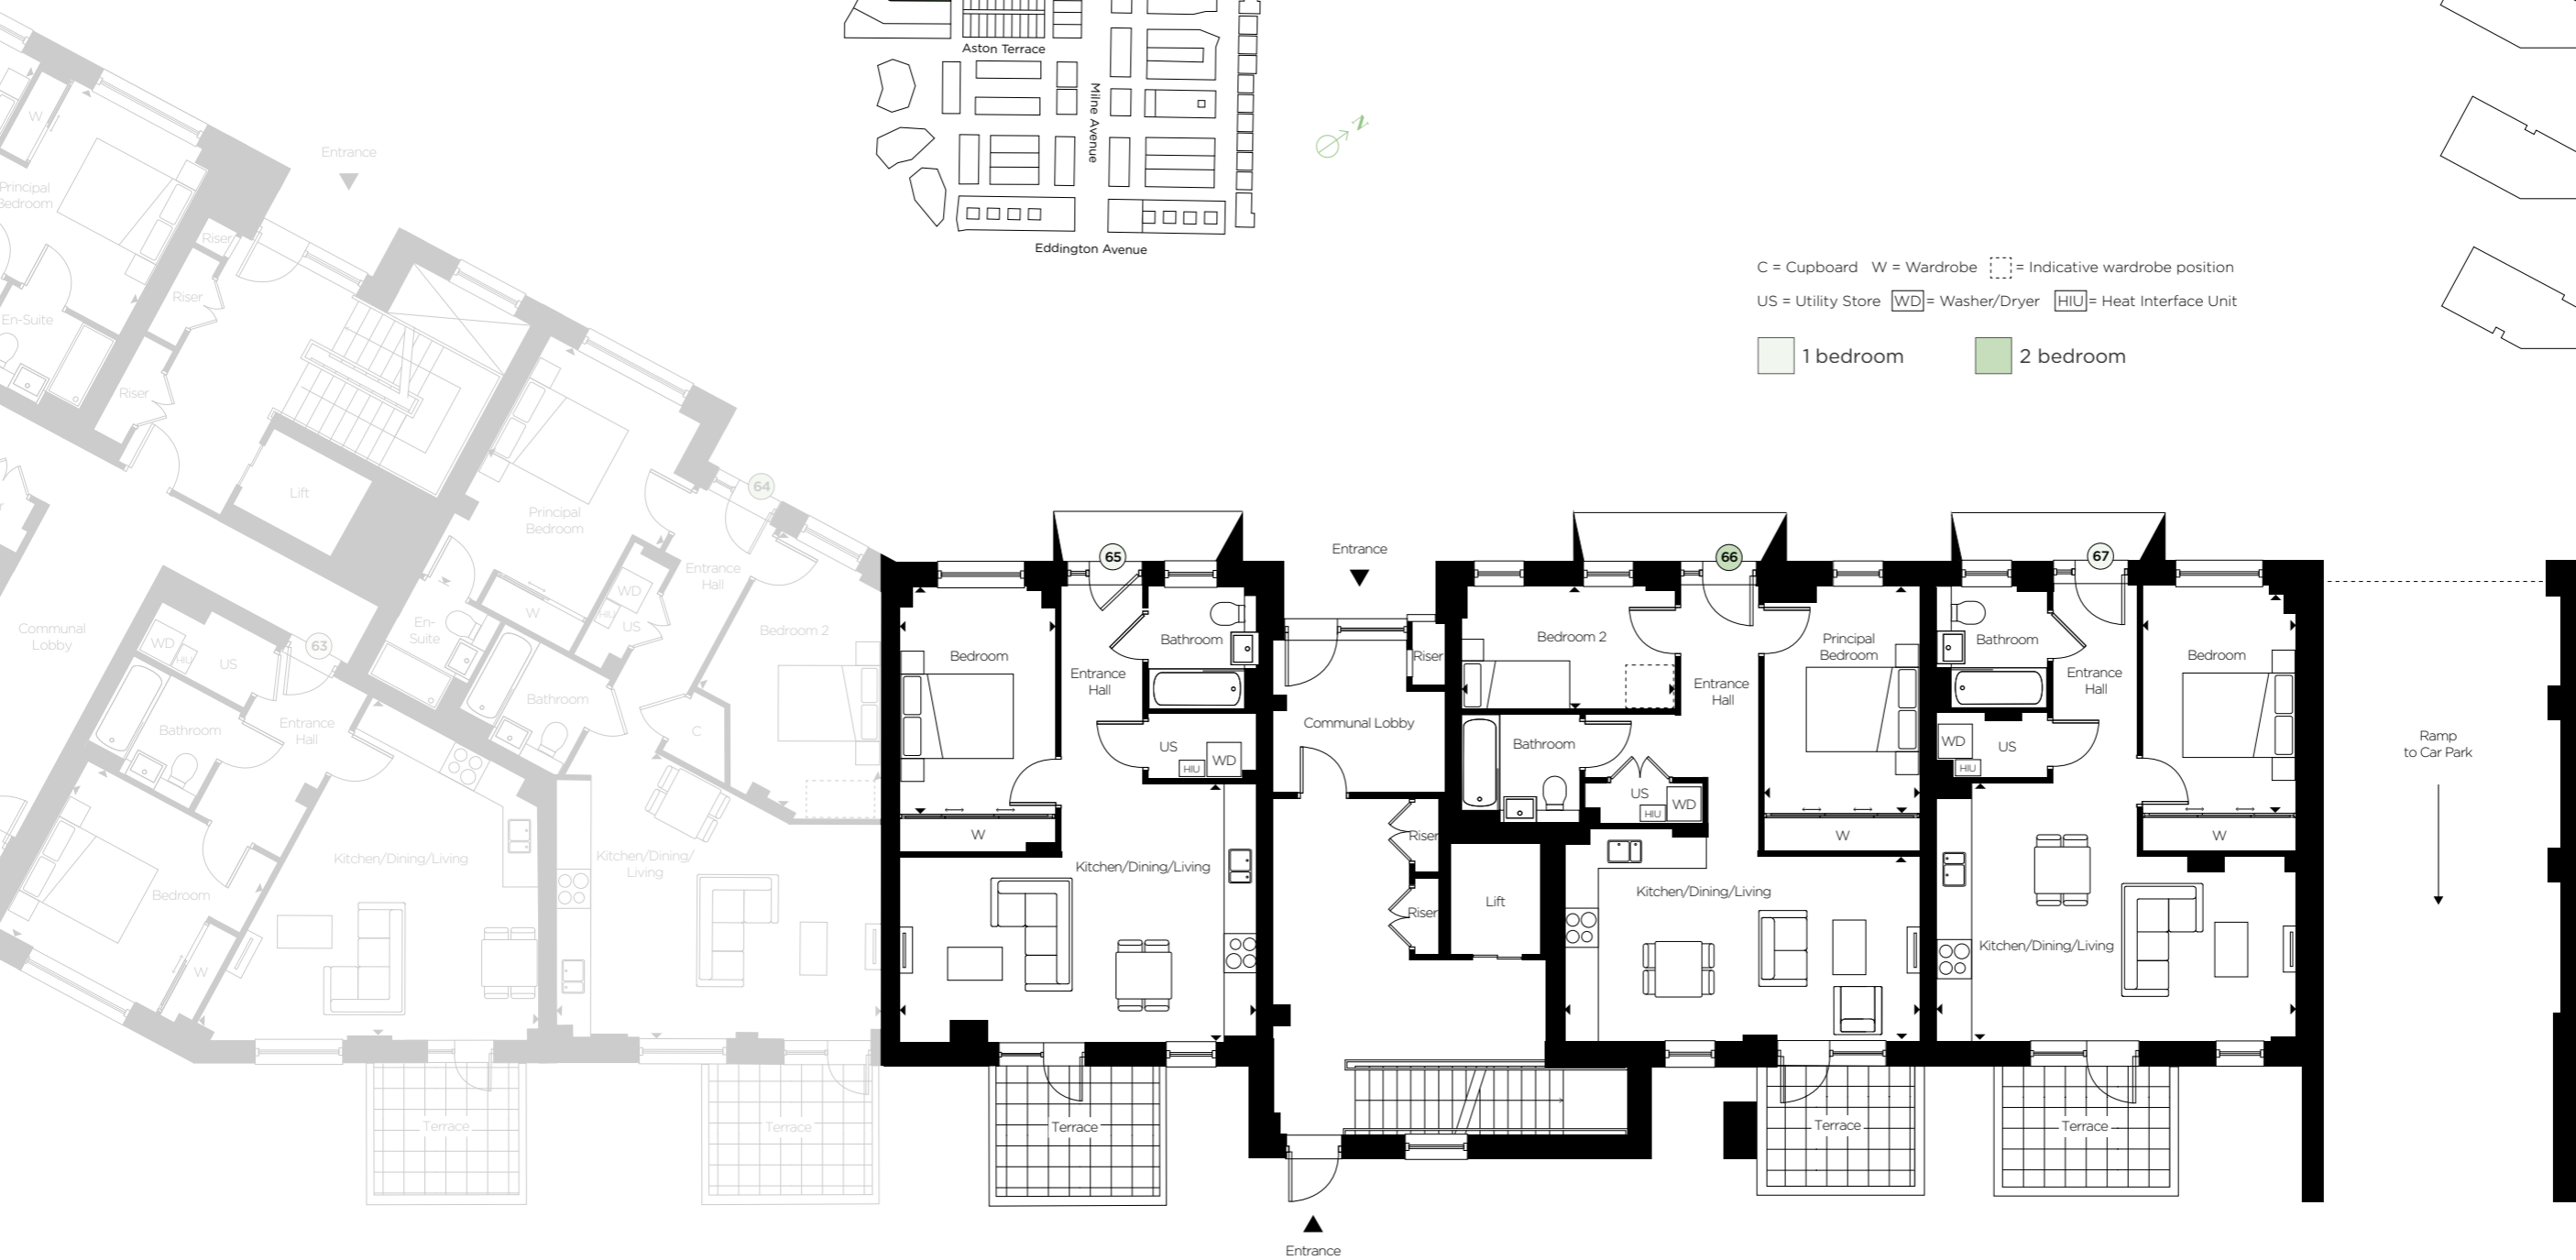 Aston Terrace
Milne Avenue
Eddington Avenue
N
C = Cupboard W = Wardrobe = Indicative wardrobe position
US = Utility Store WD = Washer/Dryer HIU = Heat Interface Unit
1 bedroom 2 bedroom
W
Principal
Bedroom
En-Suite
Entrance
Riser
Riser
Riser
Lift
Communal
Lobby
64
Principal
Bedroom
Entrance
Hall
WD
HIU
US
W
En-
Suite
Bathroom
C
Bedroom 2
Kitchen/Dining/
Living
Terrace
63
WD
HIU
US
Bathroom
Entrance
Hall
Bedroom
W
Kitchen/Dining/Living
Terrace
65
Bedroom
Entrance
Hall
Bathroom
US
HIU
WD
W
Kitchen/Dining/Living
Terrace
Entrance
Riser
Communal Lobby
Riser
Riser
Lift
Entrance
66
Bedroom 2
Principal
Bedroom
Entrance
Hall
Bathroom
US
HIU
WD
W
Kitchen/Dining/Living
Terrace
67
Bathroom
Entrance
Hall
Bedroom
WD
US
HIU
W
Kitchen/Dining/Living
Terrace
Ramp
to Car Park